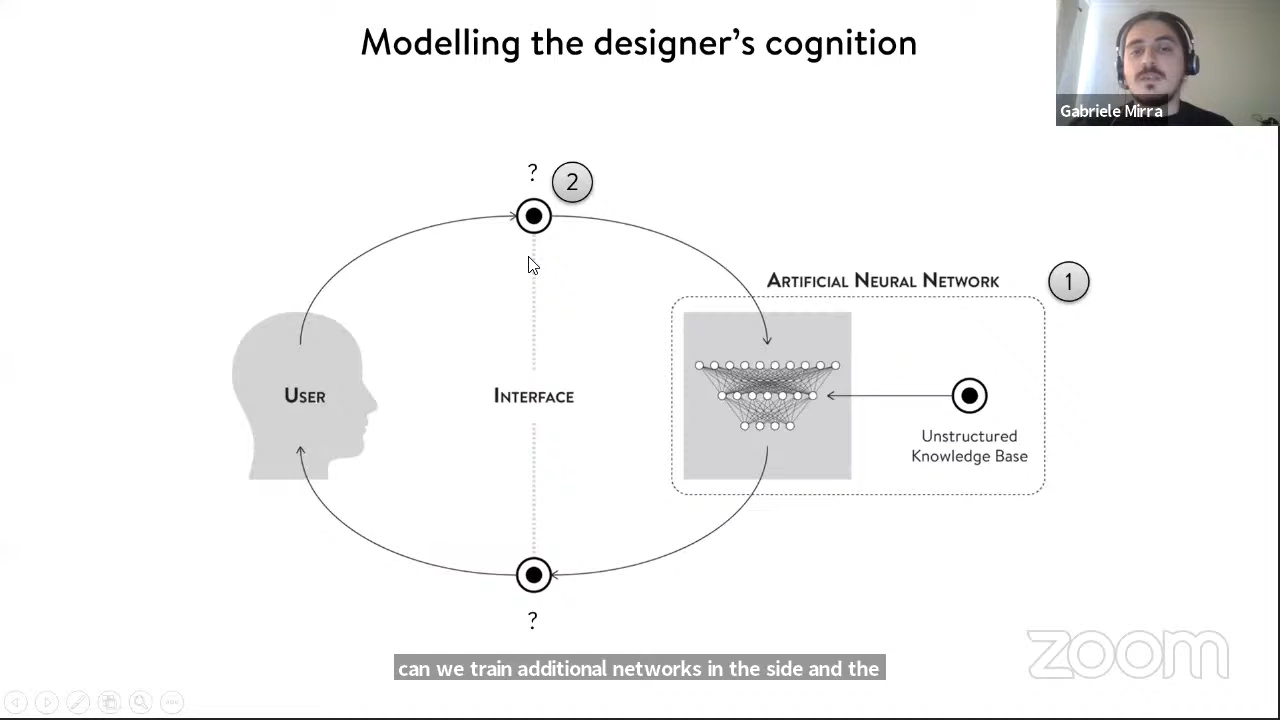 Modelling the designer's cognition
Gabriele Mirra
?
2
ARTIFICIAL NEURAL NETWORK
1
USER
INTERFACE
Unstructured
Knowledge Base
?
can we train additional networks in the side and the
zoom